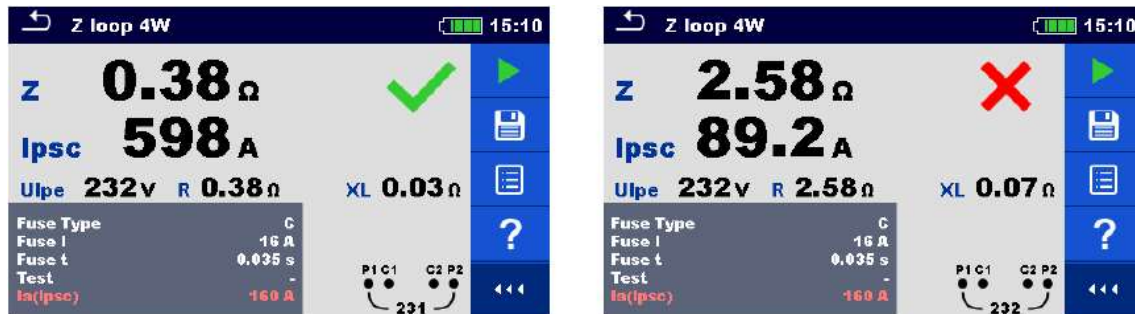 Z loop 4W 15:10
Z 0.38 Ω
Ipsc 598 A
Ulpe 232 V R 0.38 Ω XL 0.03 Ω
Fuse Type C
Fuse I 16 A
Fuse t 0.035 s
Test -
Ia(Ipsc) 160 A
P1 C1 C2 P2
231
?
Z loop 4W 15:10
Z 2.58 Ω
Ipsc 89.2 A
Ulpe 232 V R 2.58 Ω XL 0.07 Ω
Fuse Type C
Fuse I 16 A
Fuse t 0.035 s
Test -
Ia(Ipsc) 160 A
P1 C1 C2 P2
232
?